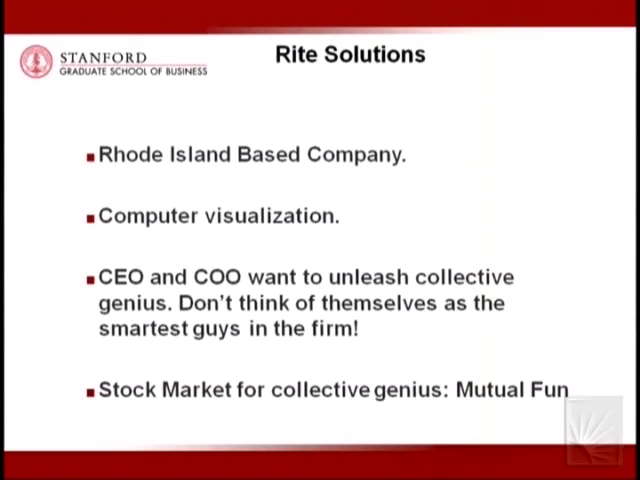 Rite Solutions
STANFORD
GRADUATE SCHOOL OF BUSINESS
Rhode Island Based Company.
Computer visualization.
CEO and COO want to unleash collective
genius. Don't think of themselves as the
smartest guys in the firm!
Stock Market for collective genius: Mutual Fun